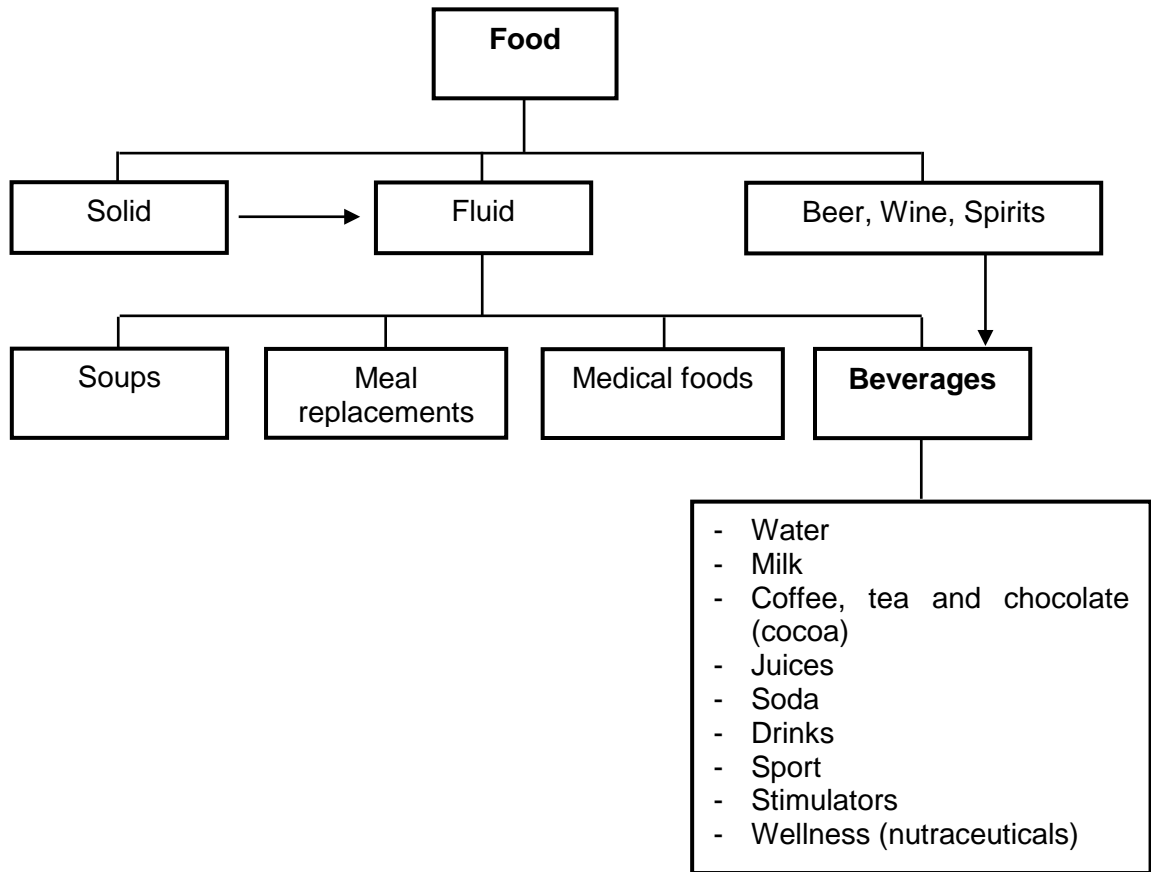 Food
Solid
Fluid
Beer, Wine, Spirits
Soups
Meal
replacements
Medical foods
Beverages
- Water
- Milk
- Coffee, tea and chocolate
(cocoa)
- Juices
- Soda
- Drinks
- Sport
- Stimulators
- Wellness (nutraceuticals)